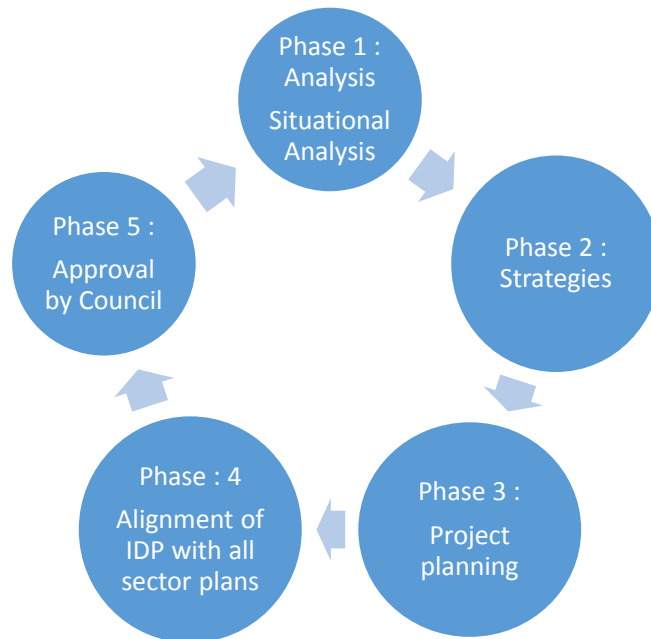 Phase 1 :
Analysis
Situational
Analysis
Phase 2 :
Strategies
Phase 3 :
Project
planning
Phase : 4
Alignment of
IDP with all
sector plans
Phase 5 :
Approval
by Council